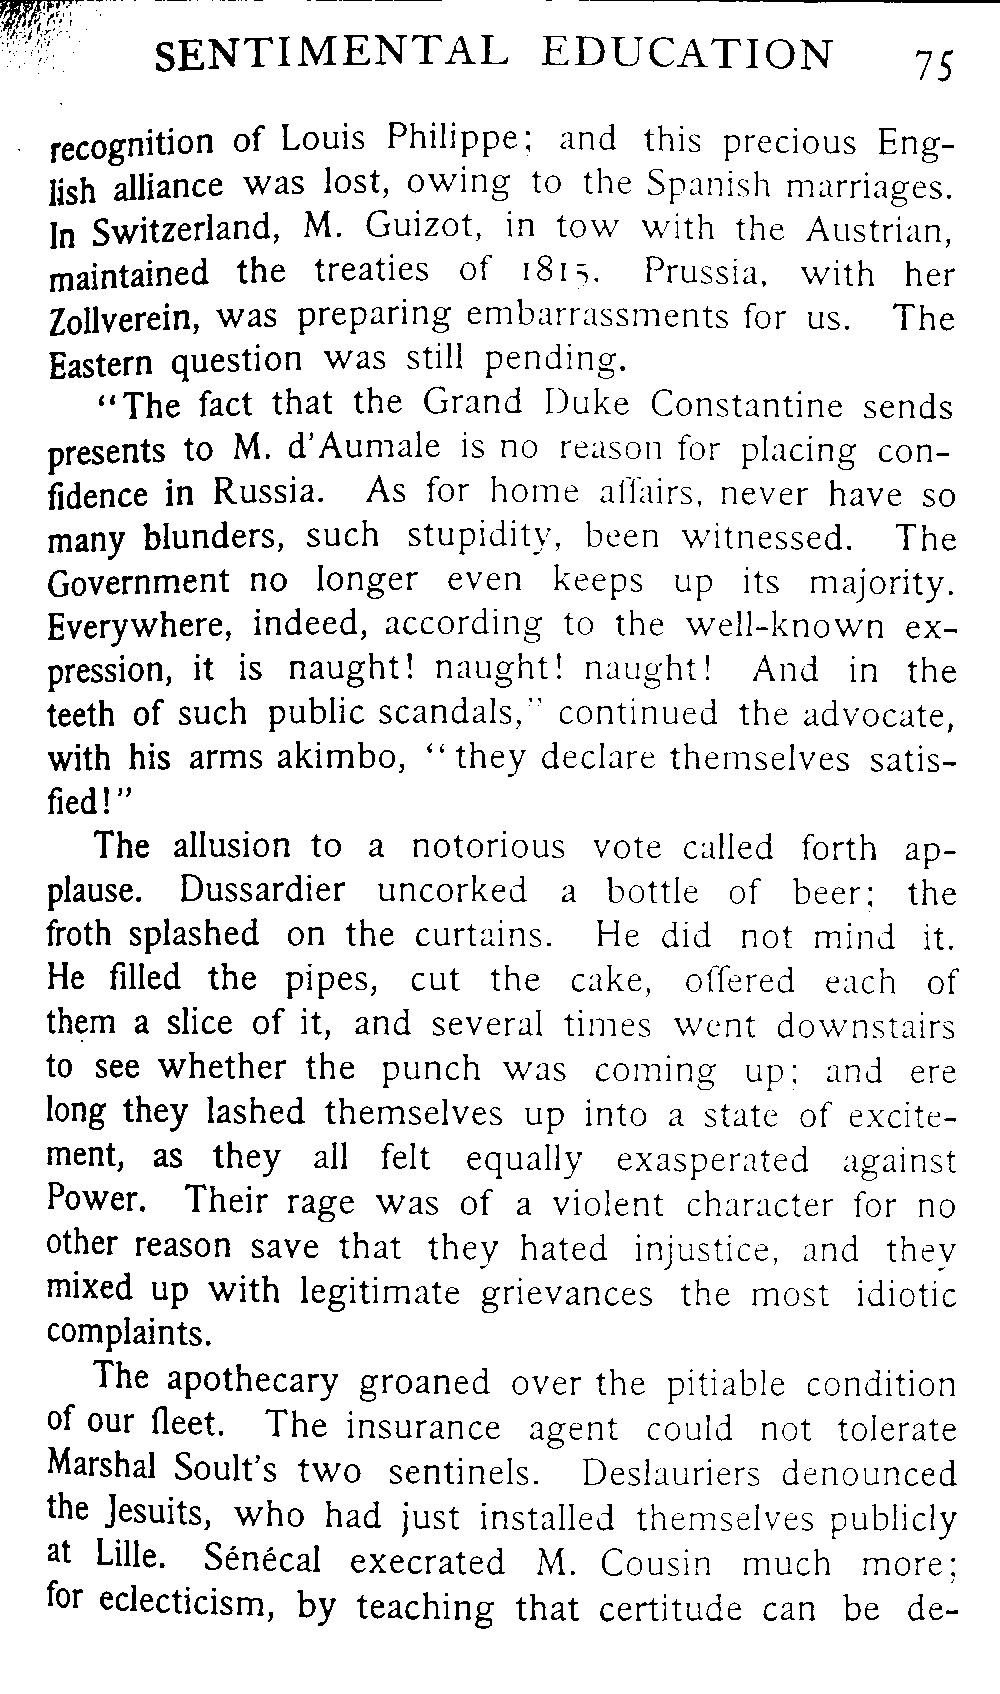 SENTIMENTAL EDUCATION 75
recognition of Louis Philippe; and this precious Eng-
lish alliance was lost, owing to the Spanish marriages.
In Switzerland, M. Guizot, in tow with the Austrian,
maintained the treaties of 1815. Prussia, with her
Zollverein, was preparing embarrassments for us. The
Eastern question was still pending.
“The fact that the Grand Duke Constantine sends
presents to M. d’Aumale is no reason for placing con-
fidence in Russia. As for home affairs, never have so
many blunders, such stupidity, been witnessed. The
Government no longer even keeps up its majority.
Everywhere, indeed, according to the well-known ex-
pression, it is naught! naught! naught! And in the
teeth of such public scandals,” continued the advocate,
with his arms akimbo, “they declare themselves satis-
fied!”
The allusion to a notorious vote called forth ap-
plause. Dussardier uncorked a bottle of beer; the
froth splashed on the curtains. He did not mind it.
He filled the pipes, cut the cake, offered each of
them a slice of it, and several times went downstairs
to see whether the punch was coming up; and ere
long they lashed themselves up into a state of excite-
ment, as they all felt equally exasperated against
Power. Their rage was of a violent character for no
other reason save that they hated injustice, and they
mixed up with legitimate grievances the most idiotic
complaints.
The apothecary groaned over the pitiable condition
of our fleet. The insurance agent could not tolerate
Marshal Soult’s two sentinels. Deslauriers denounced
the Jesuits, who had just installed themselves publicly
at Lille. Sénécal execrated M. Cousin much more;
for eclecticism, by teaching that certitude can be de-